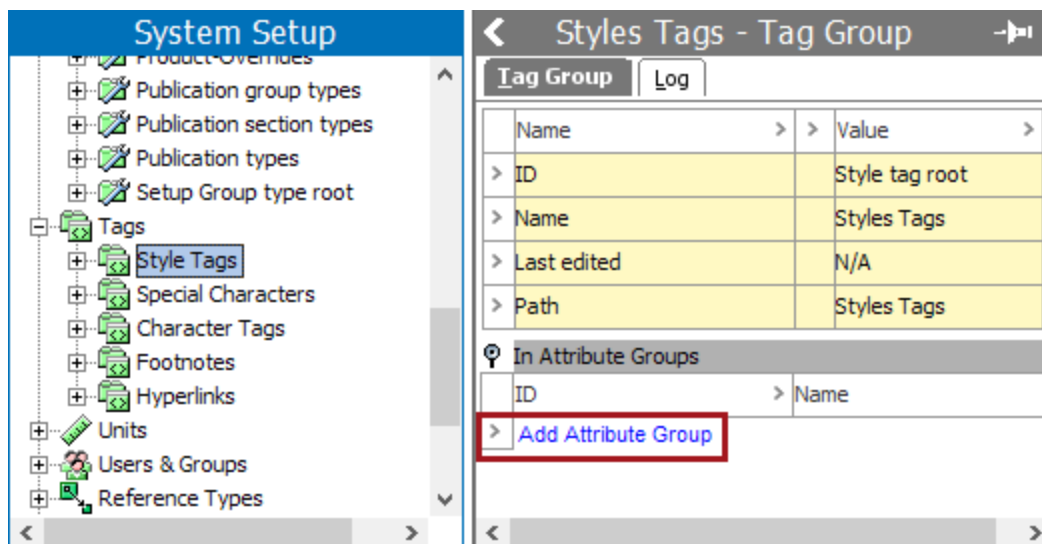 System Setup
Product-Overrides
Publication group types
Publication section types
Publication types
Setup Group type root
Tags
Style Tags
Special Characters
Character Tags
Footnotes
Hyperlinks
Units
Users & Groups
Reference Types
Styles Tags - Tag Group
Tag Group Log
Name > > Value >
> ID Style tag root
> Name Styles Tags
> Last edited N/A
> Path Styles Tags
In Attribute Groups
ID > Name
> Add Attribute Group